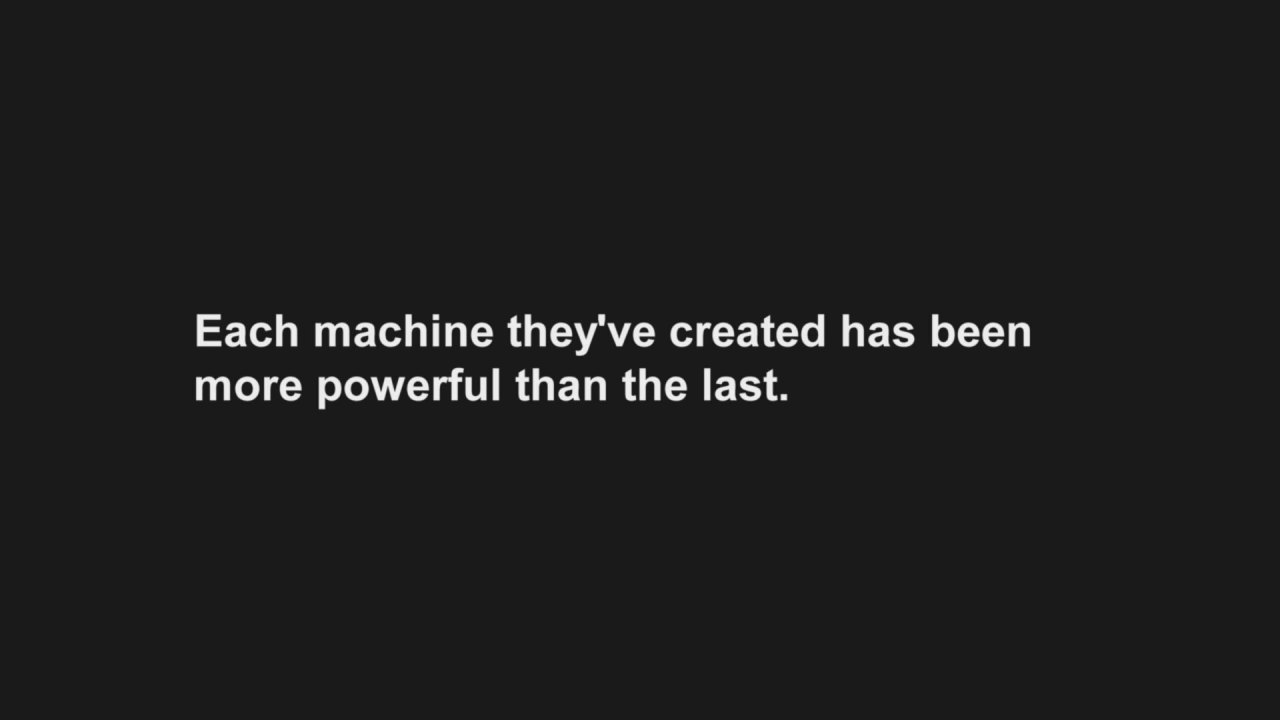 Each machine they've created has been
more powerful than the last.